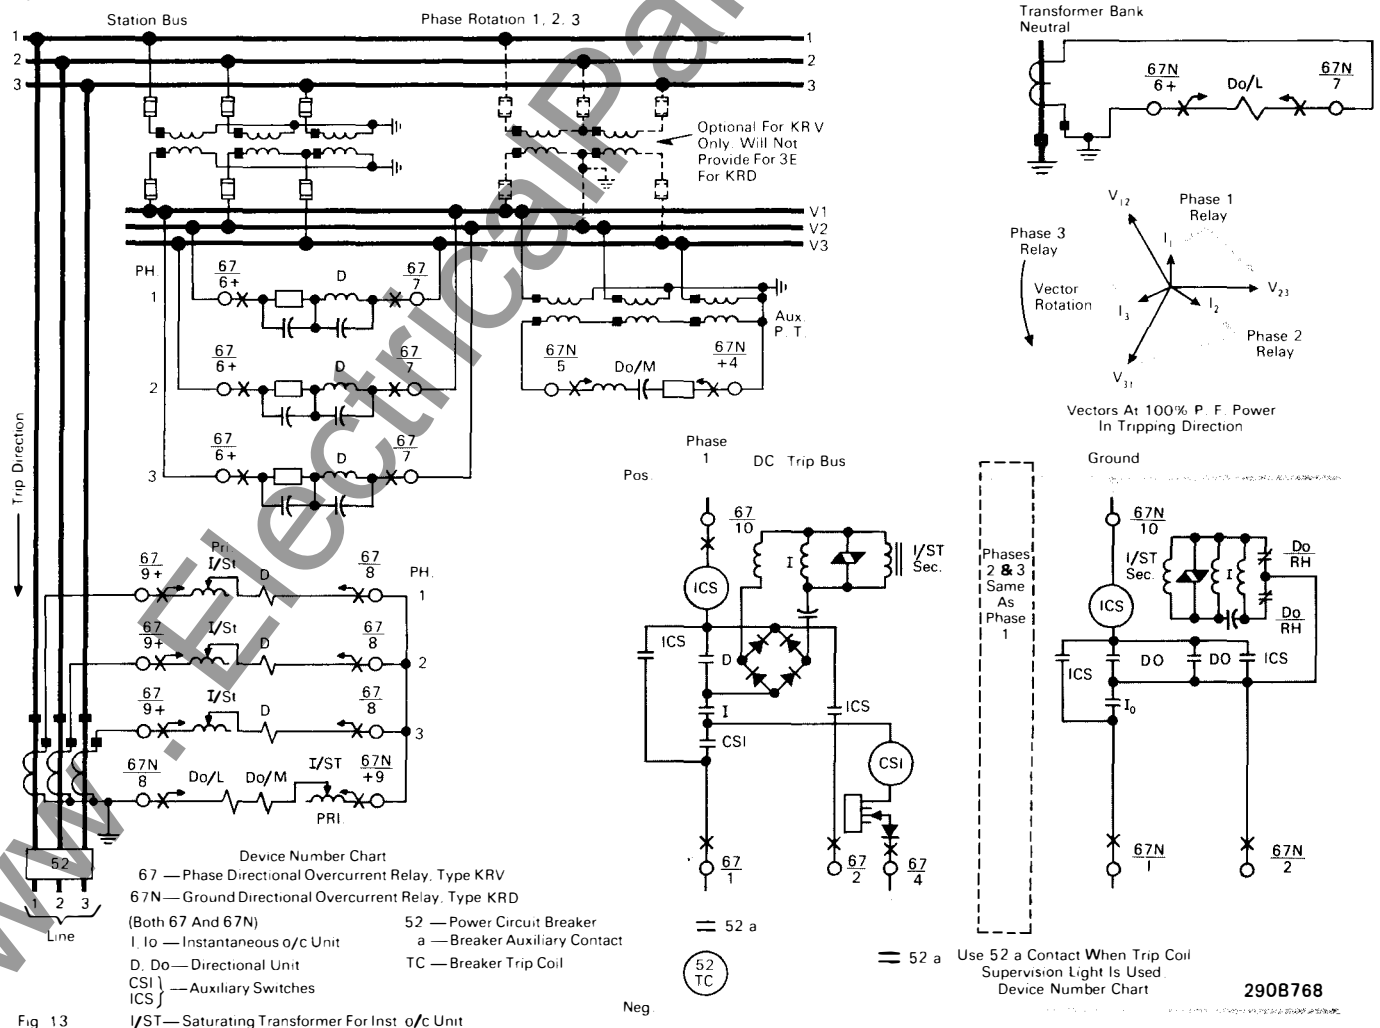 Station Bus
Phase Rotation 1, 2, 3
1
2
3
1
2
3
Optional For KRV
Only. Will Not
Provide For 3E
For KRD
V1
V2
V3
Transformer Bank
Neutral
67N
6+
Do/L
67N
7
V12
Phase 1
Relay
Phase 3
Relay
I1
Vector
Rotation
V23
I3
I2
Phase 2
Relay
V31
Vectors At 100% P. F. Power
In Tripping Direction
PH.
1
67
6+
D
67
7
2
67
6+
D
67
7
3
67
6+
D
67
7
Aux.
P. T.
67N
5
Do/M
67N
+4
Trip Direction
Pri.
67
9+
I/St
D
67
8
PH.
1
67
9+
I/St
D
67
8
2
67
9+
I/St
D
67
8
3
67N
8
Do/L
Do/M
I/ST
PRI.
67N
+9
52
1 2 3
Line
Phase
1
DC Trip Bus
Pos.
67
10
ICS
I
I/ST
Sec.
ICS
D
I
CSI
ICS
CSI
67
1
67
2
67
4
52 a
52
TC
Neg.
Phases
2 & 3
Same
As
Phase
1
Ground
67N
10
I/ST
Sec.
I
Do
RH
Do
RH
ICS
ICS
DO
DO
ICS
I0
67N
1
67N
2
52 a Use 52 a Contact When Trip Coil
Supervision Light Is Used.
Device Number Chart
290B768
Device Number Chart
67 — Phase Directional Overcurrent Relay, Type KRV
67N — Ground Directional Overcurrent Relay, Type KRD
(Both 67 And 67N)
I, Io — Instantaneous o/c Unit
D, Do — Directional Unit
CSI
ICS } — Auxiliary Switches
I/ST — Saturating Transformer For Inst o/c Unit
52 — Power Circuit Breaker
a — Breaker Auxiliary Contact
TC — Breaker Trip Coil
Fig 13